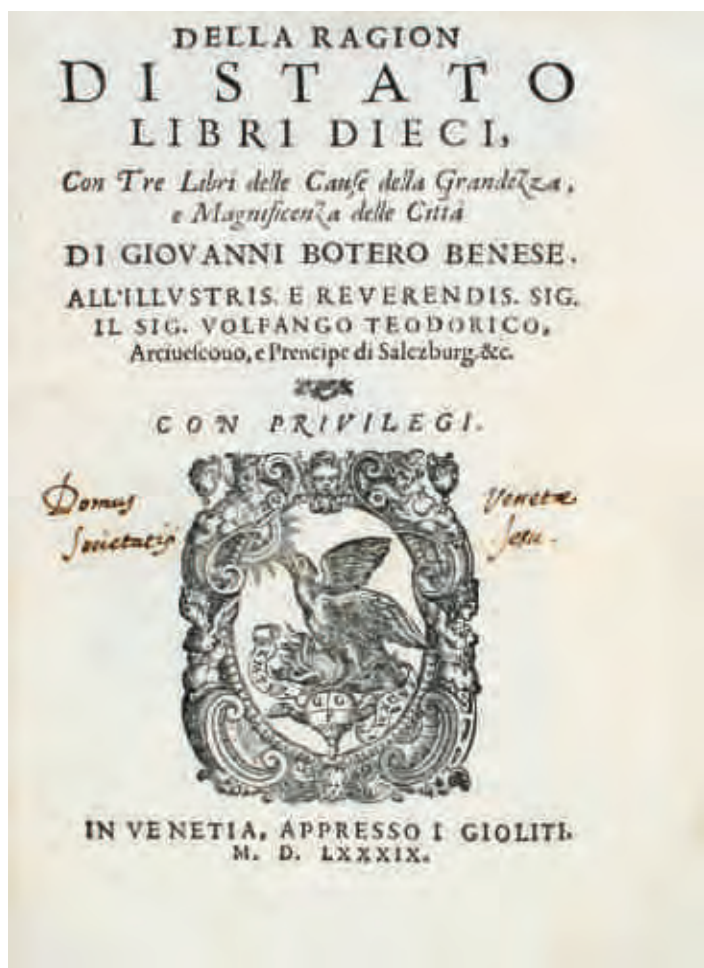 DELLA RAGION
DI STATO
LIBRI DIECI,
Con Tre Libri delle Cauſe della Grandezza,
e Magnificenza delle Città
DI GIOVANNI BOTERO BENESE.
ALL'ILLVSTRIS. E REVERENDIS. SIG.
IL SIG. VOLFANGO TEODORICO,
Arciueſcouo, e Prencipe di Salczburg, &c.
CON PRIVILEGI.
Domus Venetæ
Societatis Jesu.
G G
IN VENETIA, APPRESSO I GIOLITI.
M. D. LXXXIX.